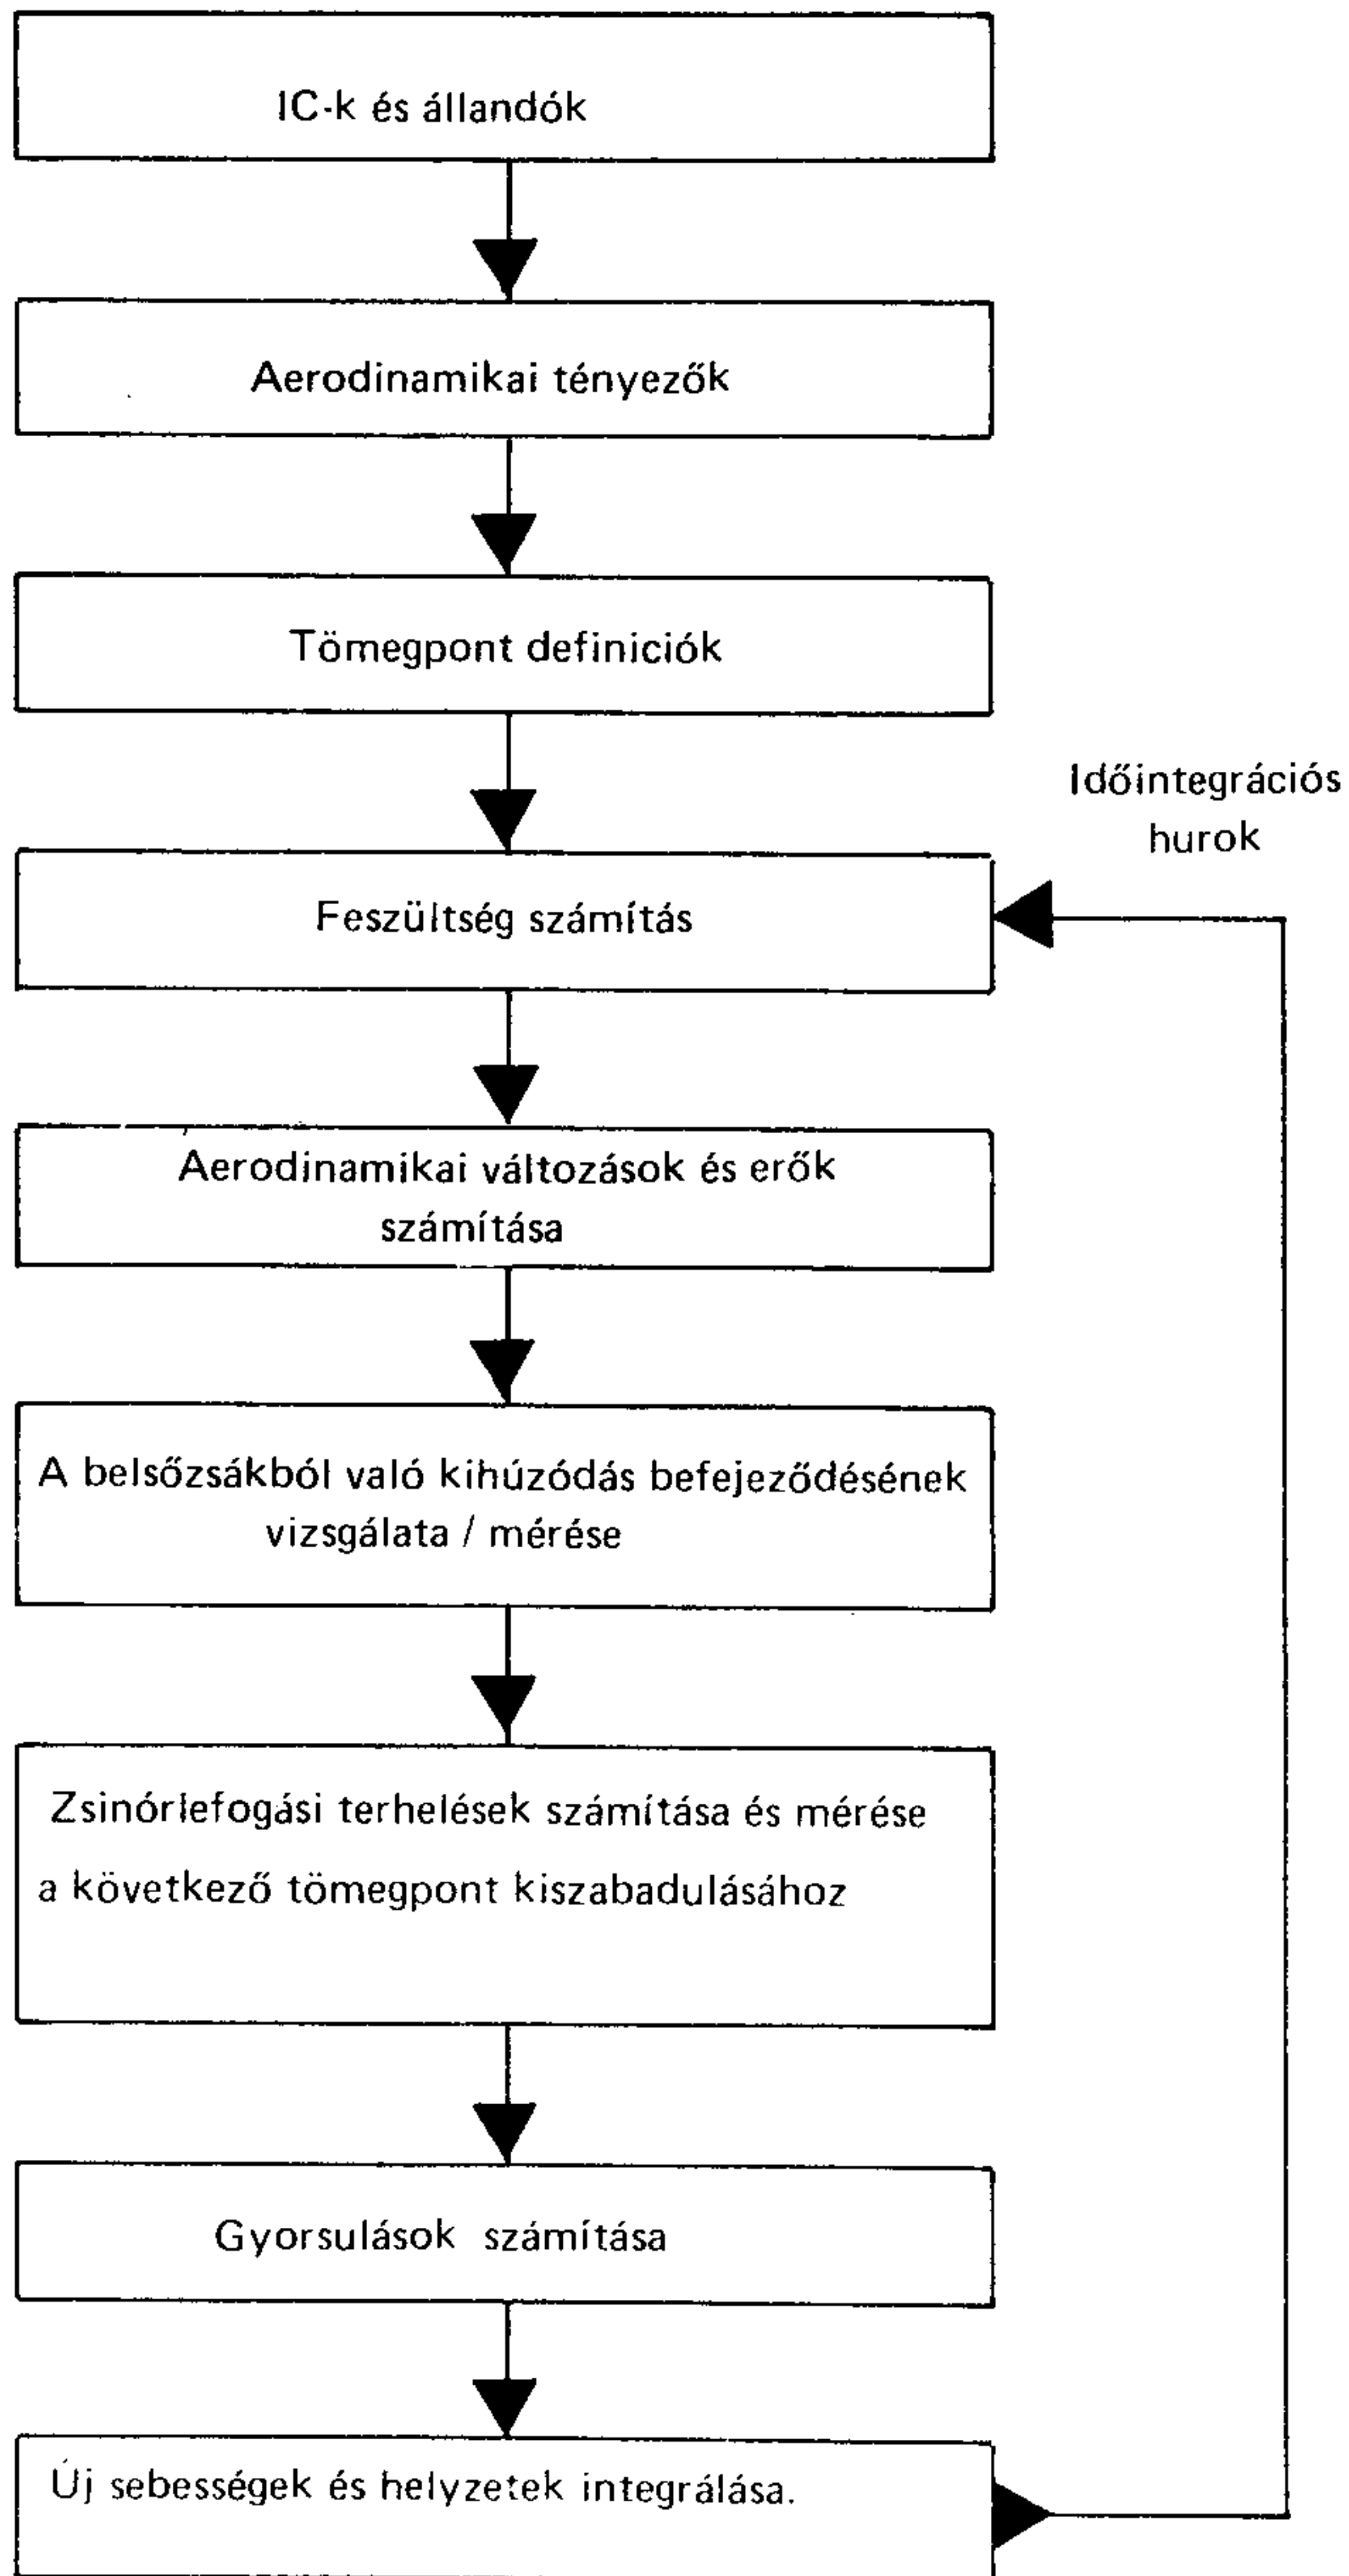 IC-k és állandók
Aerodinamikai tényezők
Tömegpont definiciók
Időintegrációs
hurok
Feszültség számítás
Aerodinamikai változások és erők
számítása
A belsőzsákból való kihúzódás befejeződésének
vizsgálata / mérése
Zsinórlefogási terhelések számítása és mérése
a következő tömegpont kiszabadulásához
Gyorsulások számítása
Új sebességek és helyzetek integrálása.